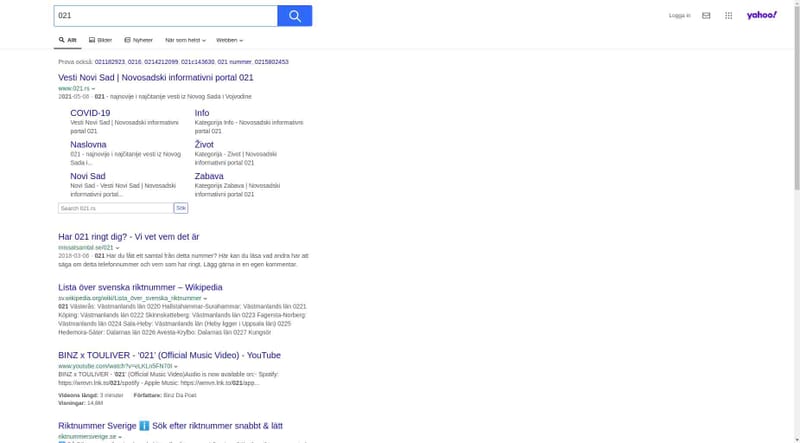 021
Logga in
yahoo!
Allt
Bilder
Nyheter
När som helst
Webben
Prova också: 021182923, 0216, 0214212099, 021c143630, 021 nummer, 0215802453
Vesti Novi Sad | Novosadski informativni portal 021
www.021.rs
2021-05-06 · 021 - najnovije i najčitanije vesti iz Novog Sada i Vojvodine
COVID-19
Vesti Novi Sad | Novosadski informativni
portal 021
Info
Kategorija Info - Novosadski informativni
portal 021
Naslovna
021 - najnovije i najčitanije vesti iz Novog
Sada i...
Život
Kategorija - Zivot | Novosadski
informativni portal 021
Novi Sad
Novi Sad - Vesti Novi Sad | Novosadski
informativni portal...
Zabava
Kategorija Zabava | Novosadski
informativni portal 021
Search 021.rs
Sök
Har 021 ringt dig? - Vi vet vem det är
missatsamtal.se/021
2018-03-06 · 021 Har du fått ett samtal från detta nummer? Här kan du läsa vad andra har att
säga om detta telefonnummer och vem som har ringt. Lägg gärna in en egen kommentar.
Lista över svenska riktnummer – Wikipedia
sv.wikipedia.org/wiki/Lista_över_svenska_riktnummer
021 Västerås: Västmanlands län 0220 Hallstahammar-Surahammar: Västmanlands län 0221
Köping: Västmanlands län 0222 Skinnskatteberg: Västmanlands län 0223 Fagersta-Norberg:
Västmanlands län 0224 Sala-Heby: Västmanlands län (Heby ligger i Uppsala län) 0225
Hedemora-Säter: Dalarnas län 0226 Avesta-Krylbo: Dalarnas län 0227 Kungsör
BINZ x TOULIVER - '021' (Official Music Video) - YouTube
www.youtube.com/watch?v=eLKLn5FN70I
BINZ x TOULIVER - '021' (Official Music Video)Audio is now available on:- Spotify:
https://wmvn.lnk.to/021/spotify - Apple Music: https://wmvn.lnk.to/021/app...
Videons längd: 3 minuter Författare: Binz Da Poet
Visningar: 14,6M
Riktnummer Sverige ℹ️ Sök efter riktnummer snabbt & lätt
riktnummersverige.se